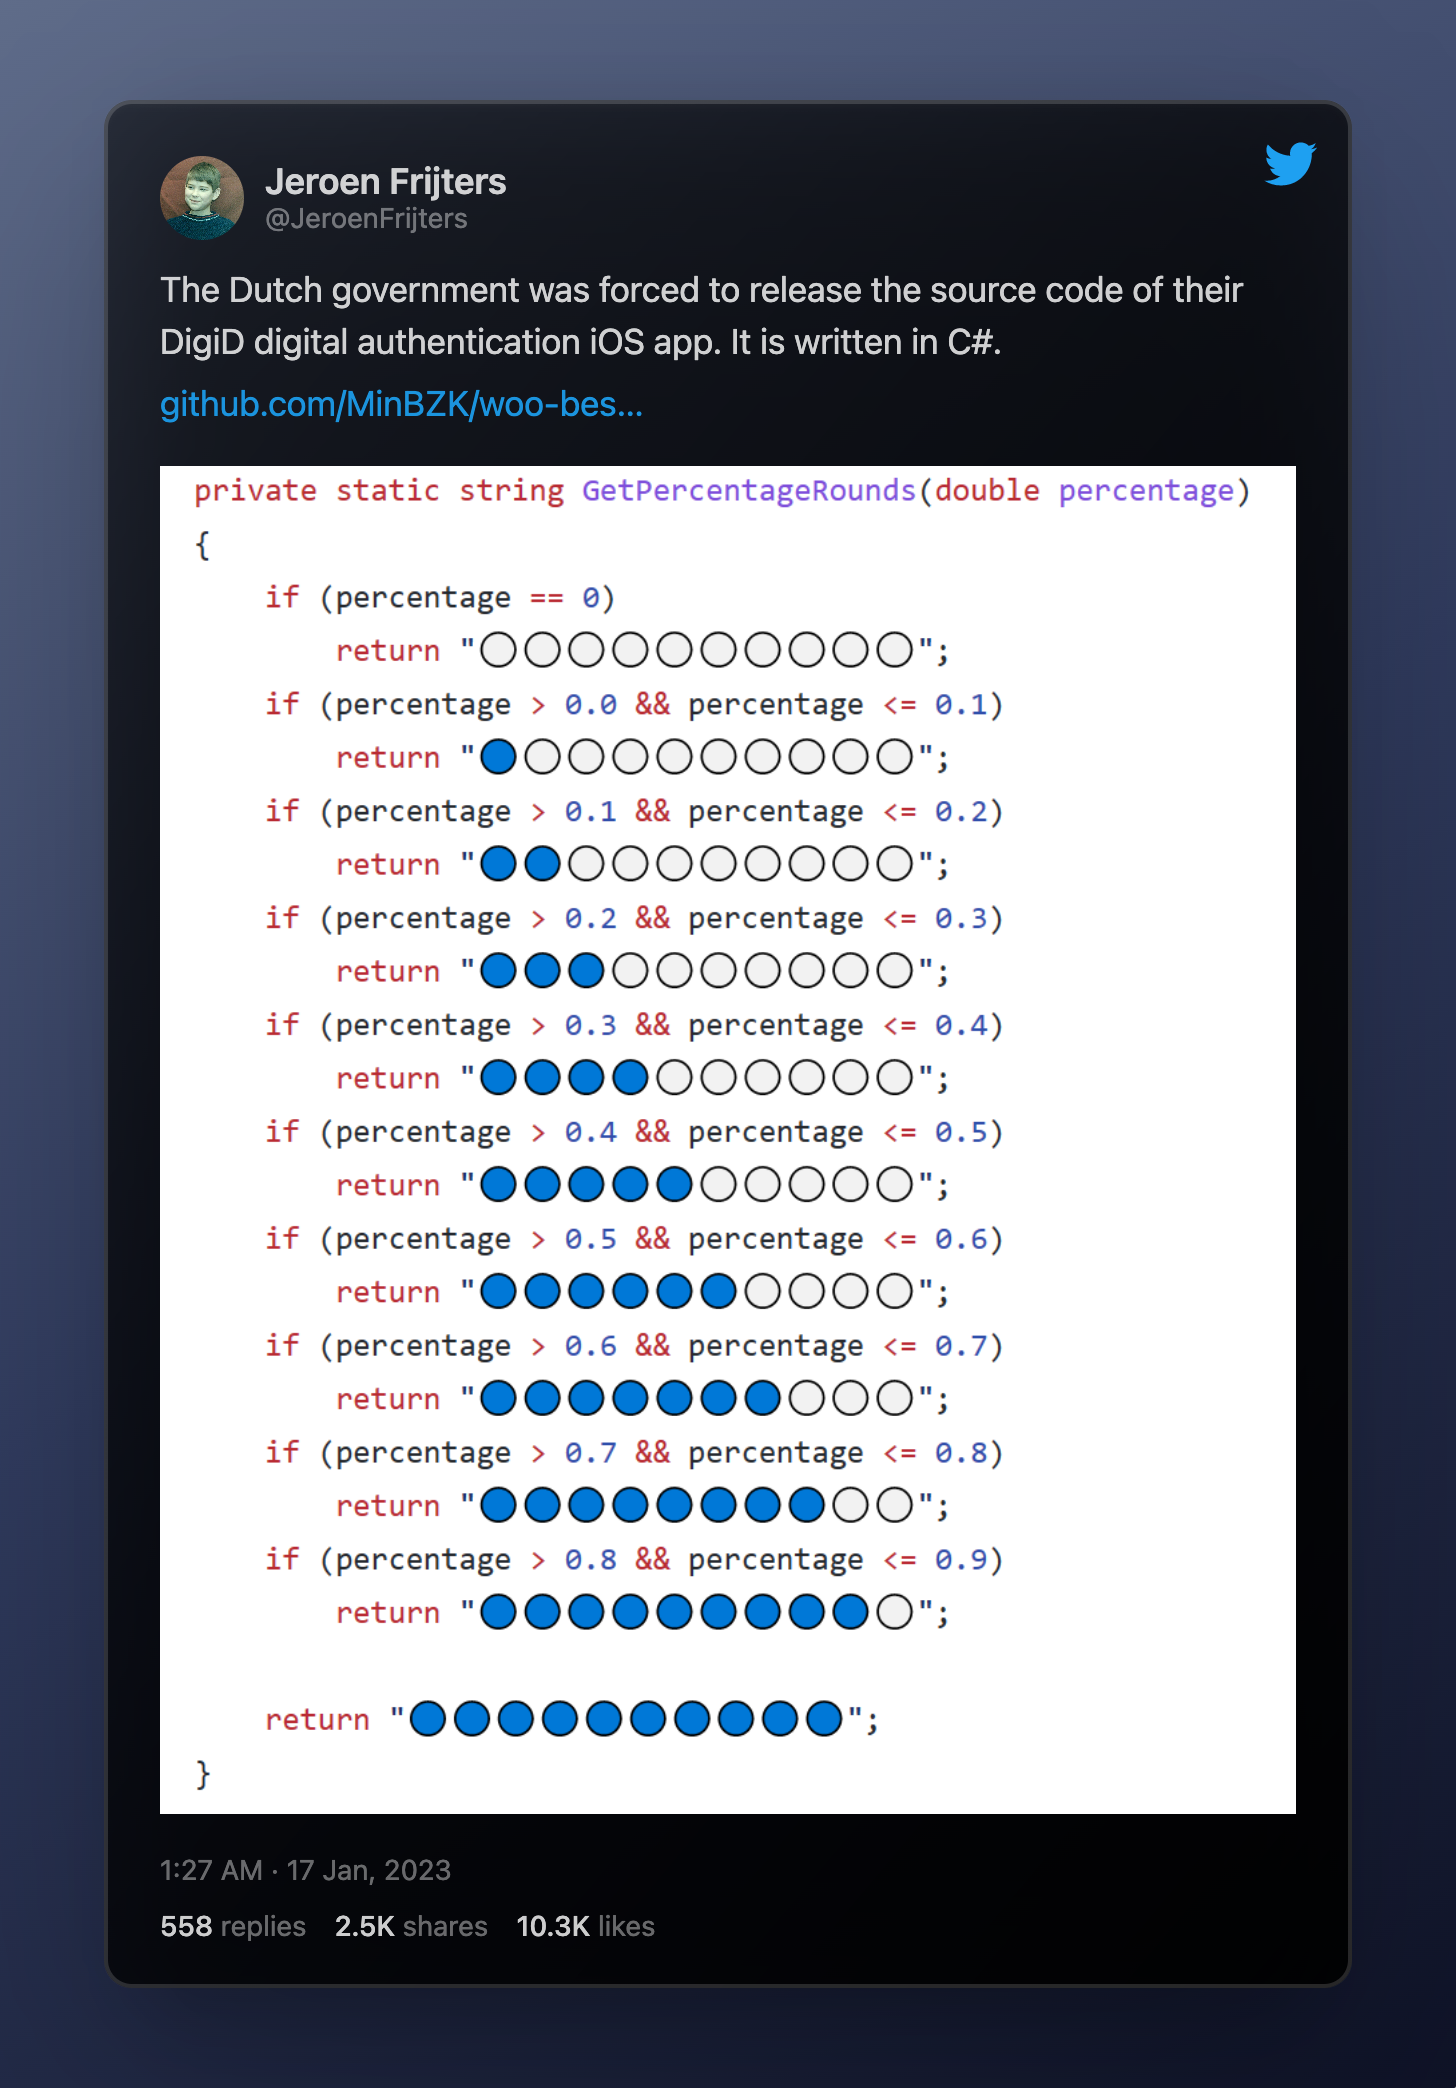 Jeroen Frijters
@JeroenFrijters
The Dutch government was forced to release the source code of their
DigiD digital authentication iOS app. It is written in C#.
github.com/MinBZK/woo-bes...
private static string GetPercentageRounds(double percentage)
{
if (percentage == 0)
return "⚪⚪⚪⚪⚪⚪⚪⚪⚪⚪";
if (percentage > 0.0 && percentage <= 0.1)
return "🔵⚪⚪⚪⚪⚪⚪⚪⚪⚪";
if (percentage > 0.1 && percentage <= 0.2)
return "🔵🔵⚪⚪⚪⚪⚪⚪⚪⚪";
if (percentage > 0.2 && percentage <= 0.3)
return "🔵🔵🔵⚪⚪⚪⚪⚪⚪⚪";
if (percentage > 0.3 && percentage <= 0.4)
return "🔵🔵🔵🔵⚪⚪⚪⚪⚪⚪";
if (percentage > 0.4 && percentage <= 0.5)
return "🔵🔵🔵🔵🔵⚪⚪⚪⚪⚪";
if (percentage > 0.5 && percentage <= 0.6)
return "🔵🔵🔵🔵🔵🔵⚪⚪⚪⚪";
if (percentage > 0.6 && percentage <= 0.7)
return "🔵🔵🔵🔵🔵🔵🔵⚪⚪⚪";
if (percentage > 0.7 && percentage <= 0.8)
return "🔵🔵🔵🔵🔵🔵🔵🔵⚪⚪";
if (percentage > 0.8 && percentage <= 0.9)
return "🔵🔵🔵🔵🔵🔵🔵🔵🔵⚪";
return "🔵🔵🔵🔵🔵🔵🔵🔵🔵🔵";
}
1:27 AM · 17 Jan, 2023
558 replies 2.5K shares 10.3K likes